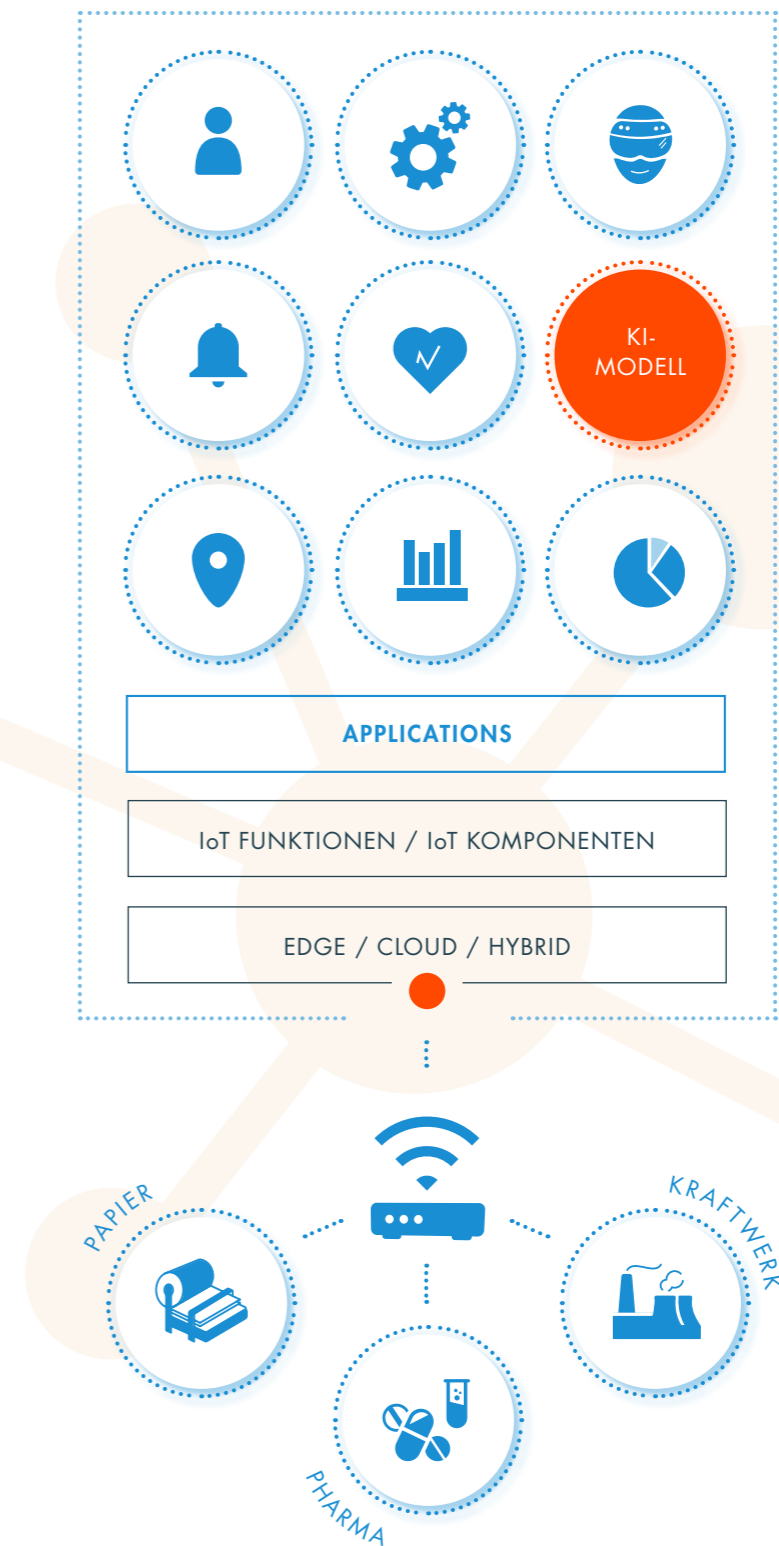 KI-
MODELL
APPLICATIONS
IoT FUNKTIONEN / IoT KOMPONENTEN
EDGE / CLOUD / HYBRID
PAPIER
KRAFTWERK
PHARMA